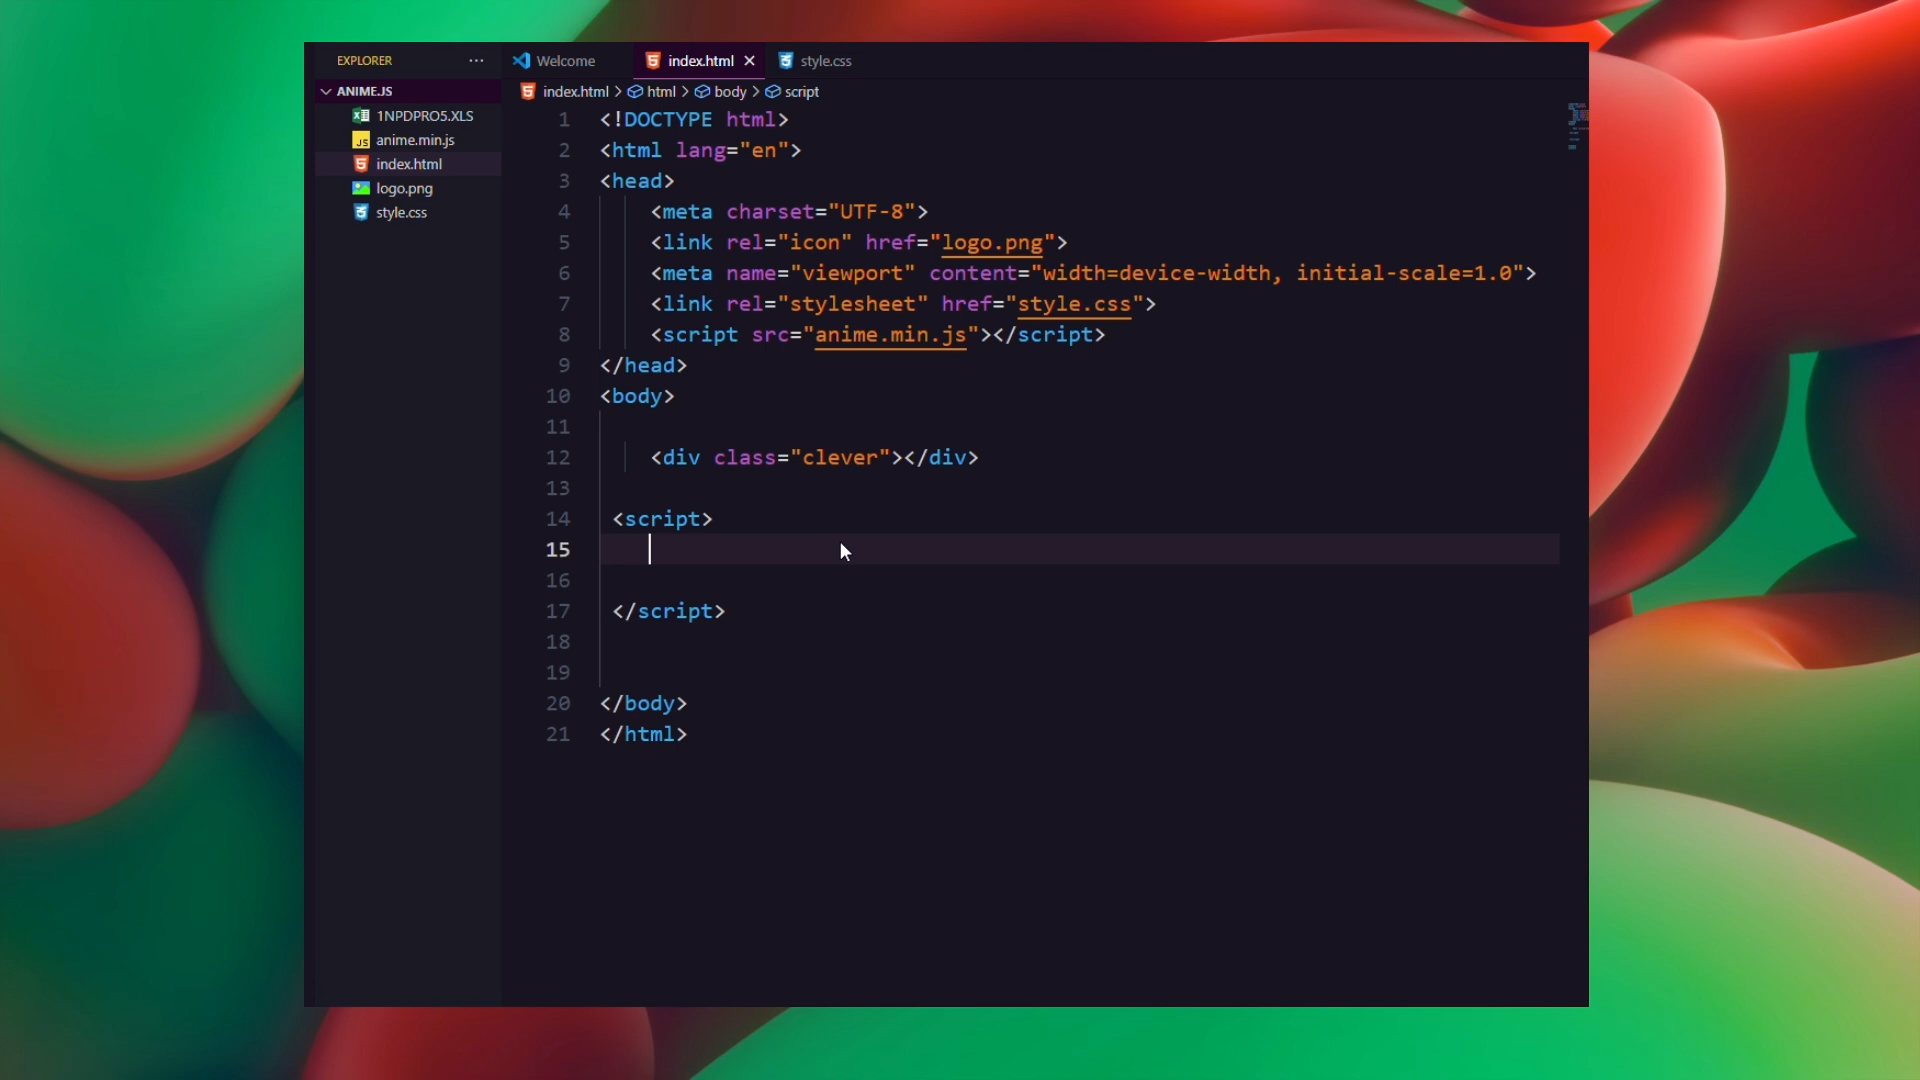 EXPLORER ···
ANIME.JS
1NPDPRO5.XLS
anime.min.js
index.html
logo.png
style.css
Welcome index.html style.css
index.html > html > body > script
1 <!DOCTYPE html>
2 <html lang="en">
3 <head>
4 <meta charset="UTF-8">
5 <link rel="icon" href="logo.png">
6 <meta name="viewport" content="width=device-width, initial-scale=1.0">
7 <link rel="stylesheet" href="style.css">
8 <script src="anime.min.js"></script>
9 </head>
10 <body>
11
12 <div class="clever"></div>
13
14 <script>
15
16
17 </script>
18
19
20 </body>
21 </html>